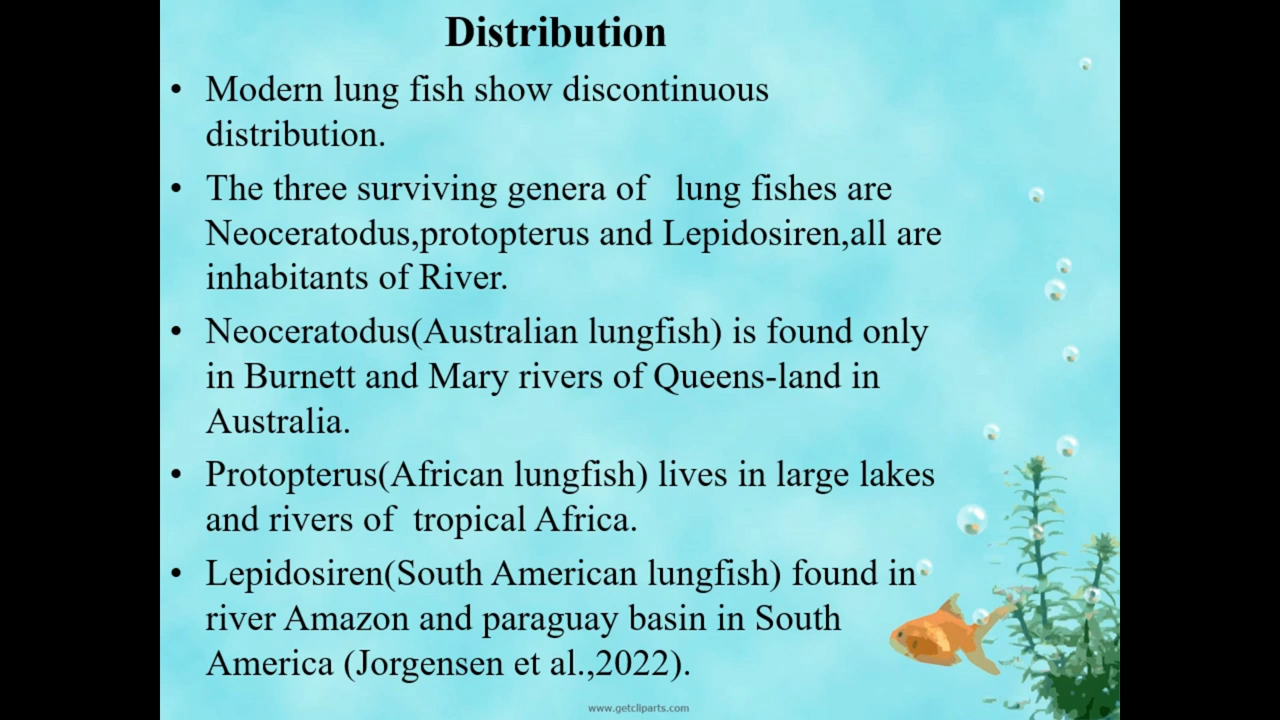 Distribution
• Modern lung fish show discontinuous
distribution.
• The three surviving genera of   lung fishes are
Neoceratodus,protopterus and Lepidosiren,all are
inhabitants of River.
• Neoceratodus(Australian lungfish) is found only
in Burnett and Mary rivers of Queens-land in
Australia.
• Protopterus(African lungfish) lives in large lakes
and rivers of  tropical Africa.
• Lepidosiren(South American lungfish) found in
river Amazon and paraguay basin in South
America (Jorgensen et al.,2022).
www.getcliparts.com